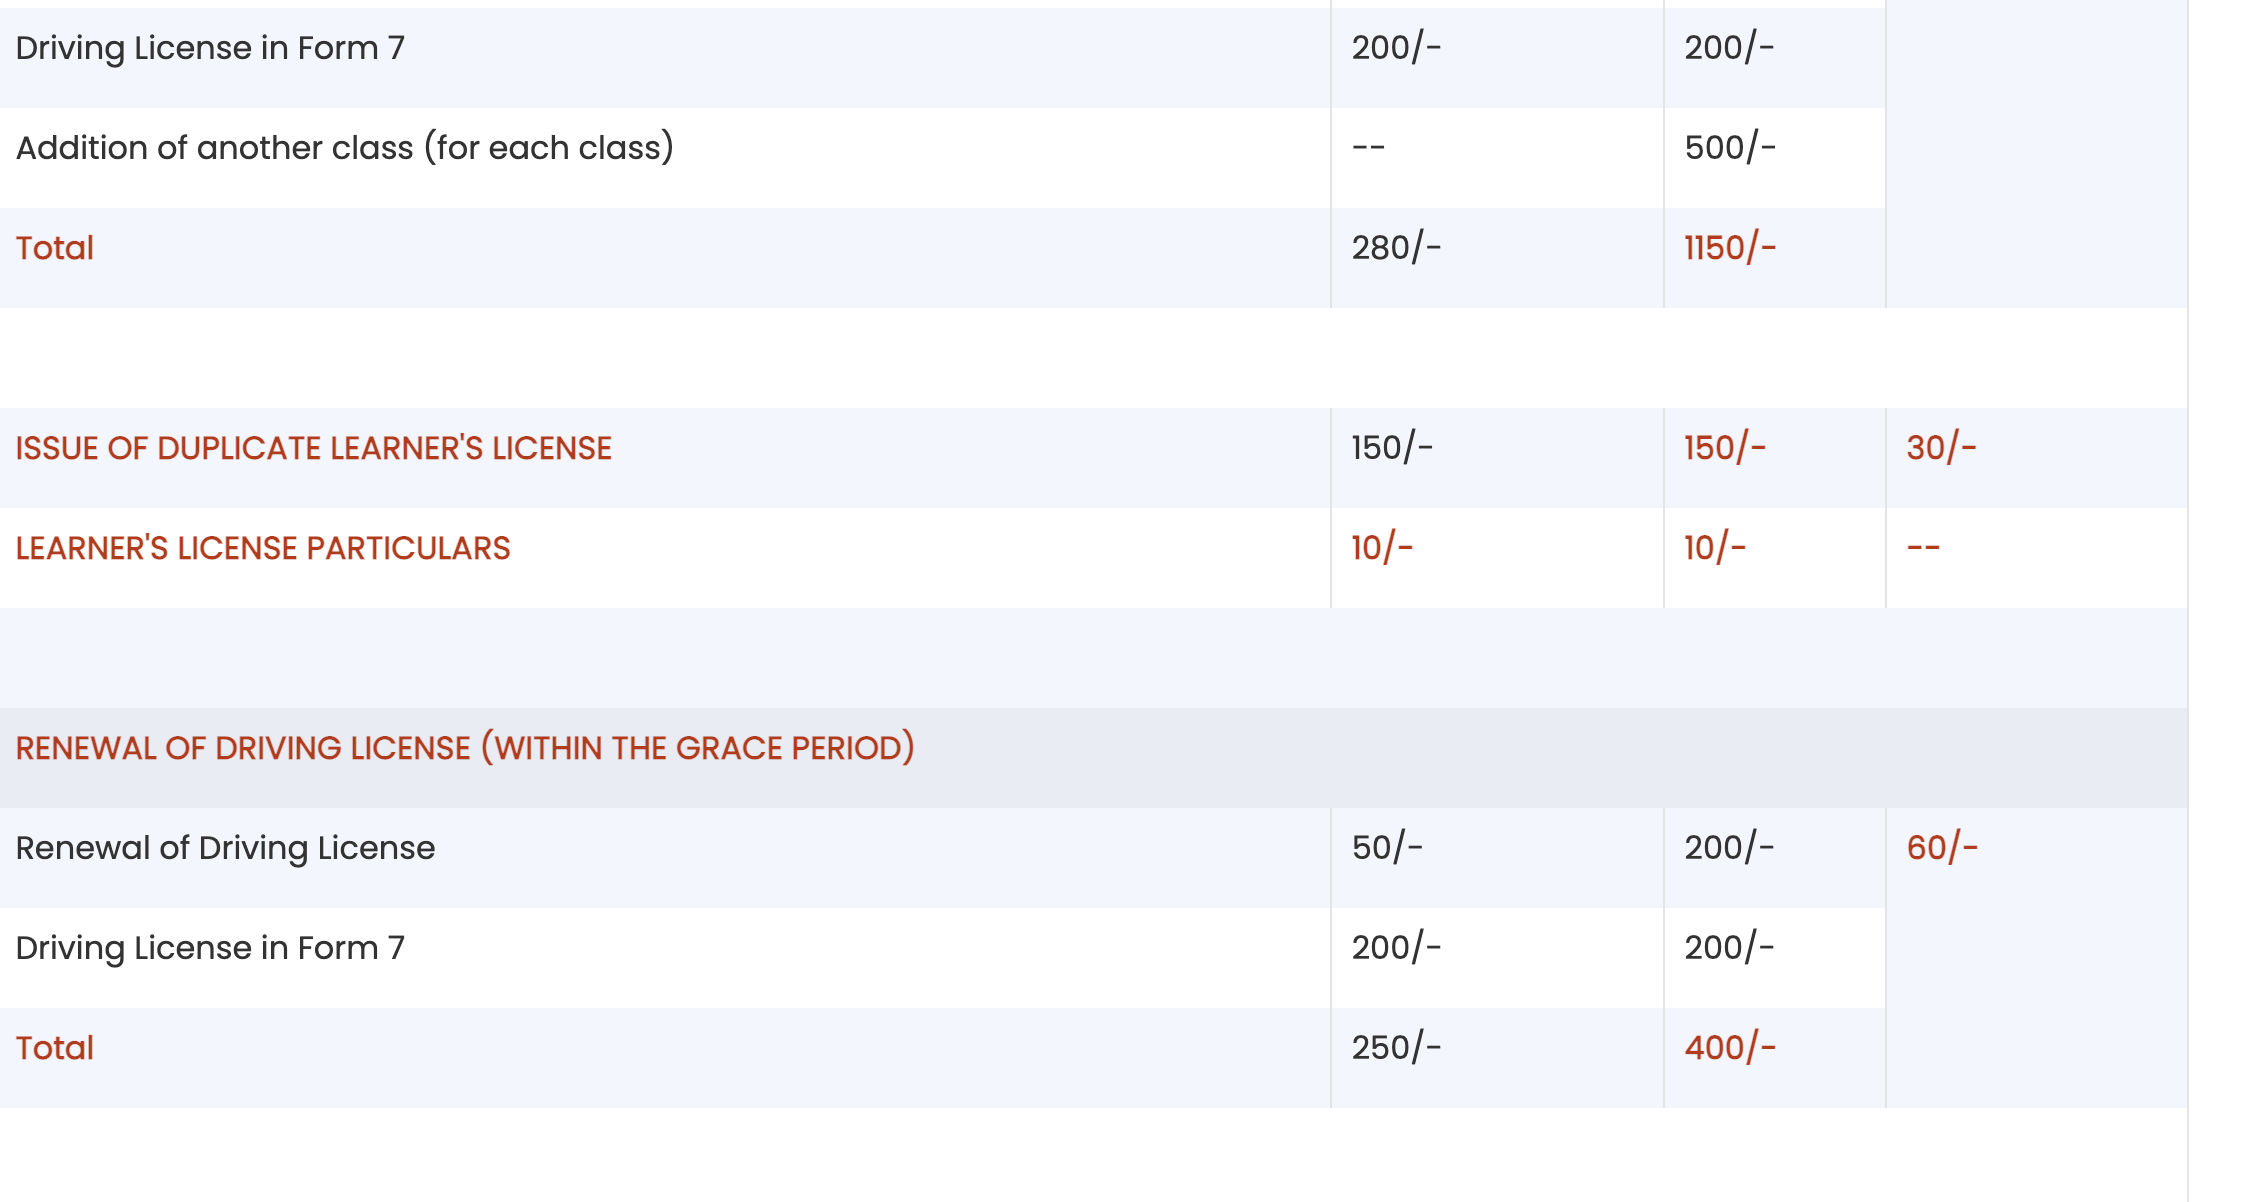 Driving License in Form 7 200/- 200/-
Addition of another class (for each class) -- 500/-
Total 280/- 1150/-
ISSUE OF DUPLICATE LEARNER'S LICENSE 150/- 150/- 30/-
LEARNER'S LICENSE PARTICULARS 10/- 10/- --
RENEWAL OF DRIVING LICENSE (WITHIN THE GRACE PERIOD)
Renewal of Driving License 50/- 200/- 60/-
Driving License in Form 7 200/- 200/-
Total 250/- 400/-